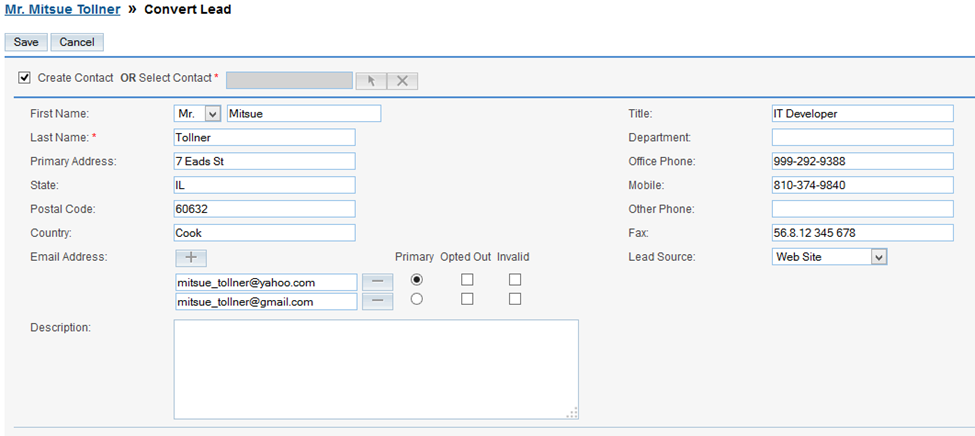 Mr. Mitsue Tollner » Convert Lead
Save Cancel
Create Contact OR Select Contact *
First Name: Mr. Mitsue Title: IT Developer
Last Name: * Tollner Department:
Primary Address: 7 Eads St Office Phone: 999-292-9388
State: IL Mobile: 810-374-9840
Postal Code: 60632 Other Phone:
Country: Cook Fax: 56.8.12 345 678
Email Address: + Primary Opted Out Invalid Lead Source: Web Site
mitsue_tollner@yahoo.com
mitsue_tollner@gmail.com
Description: